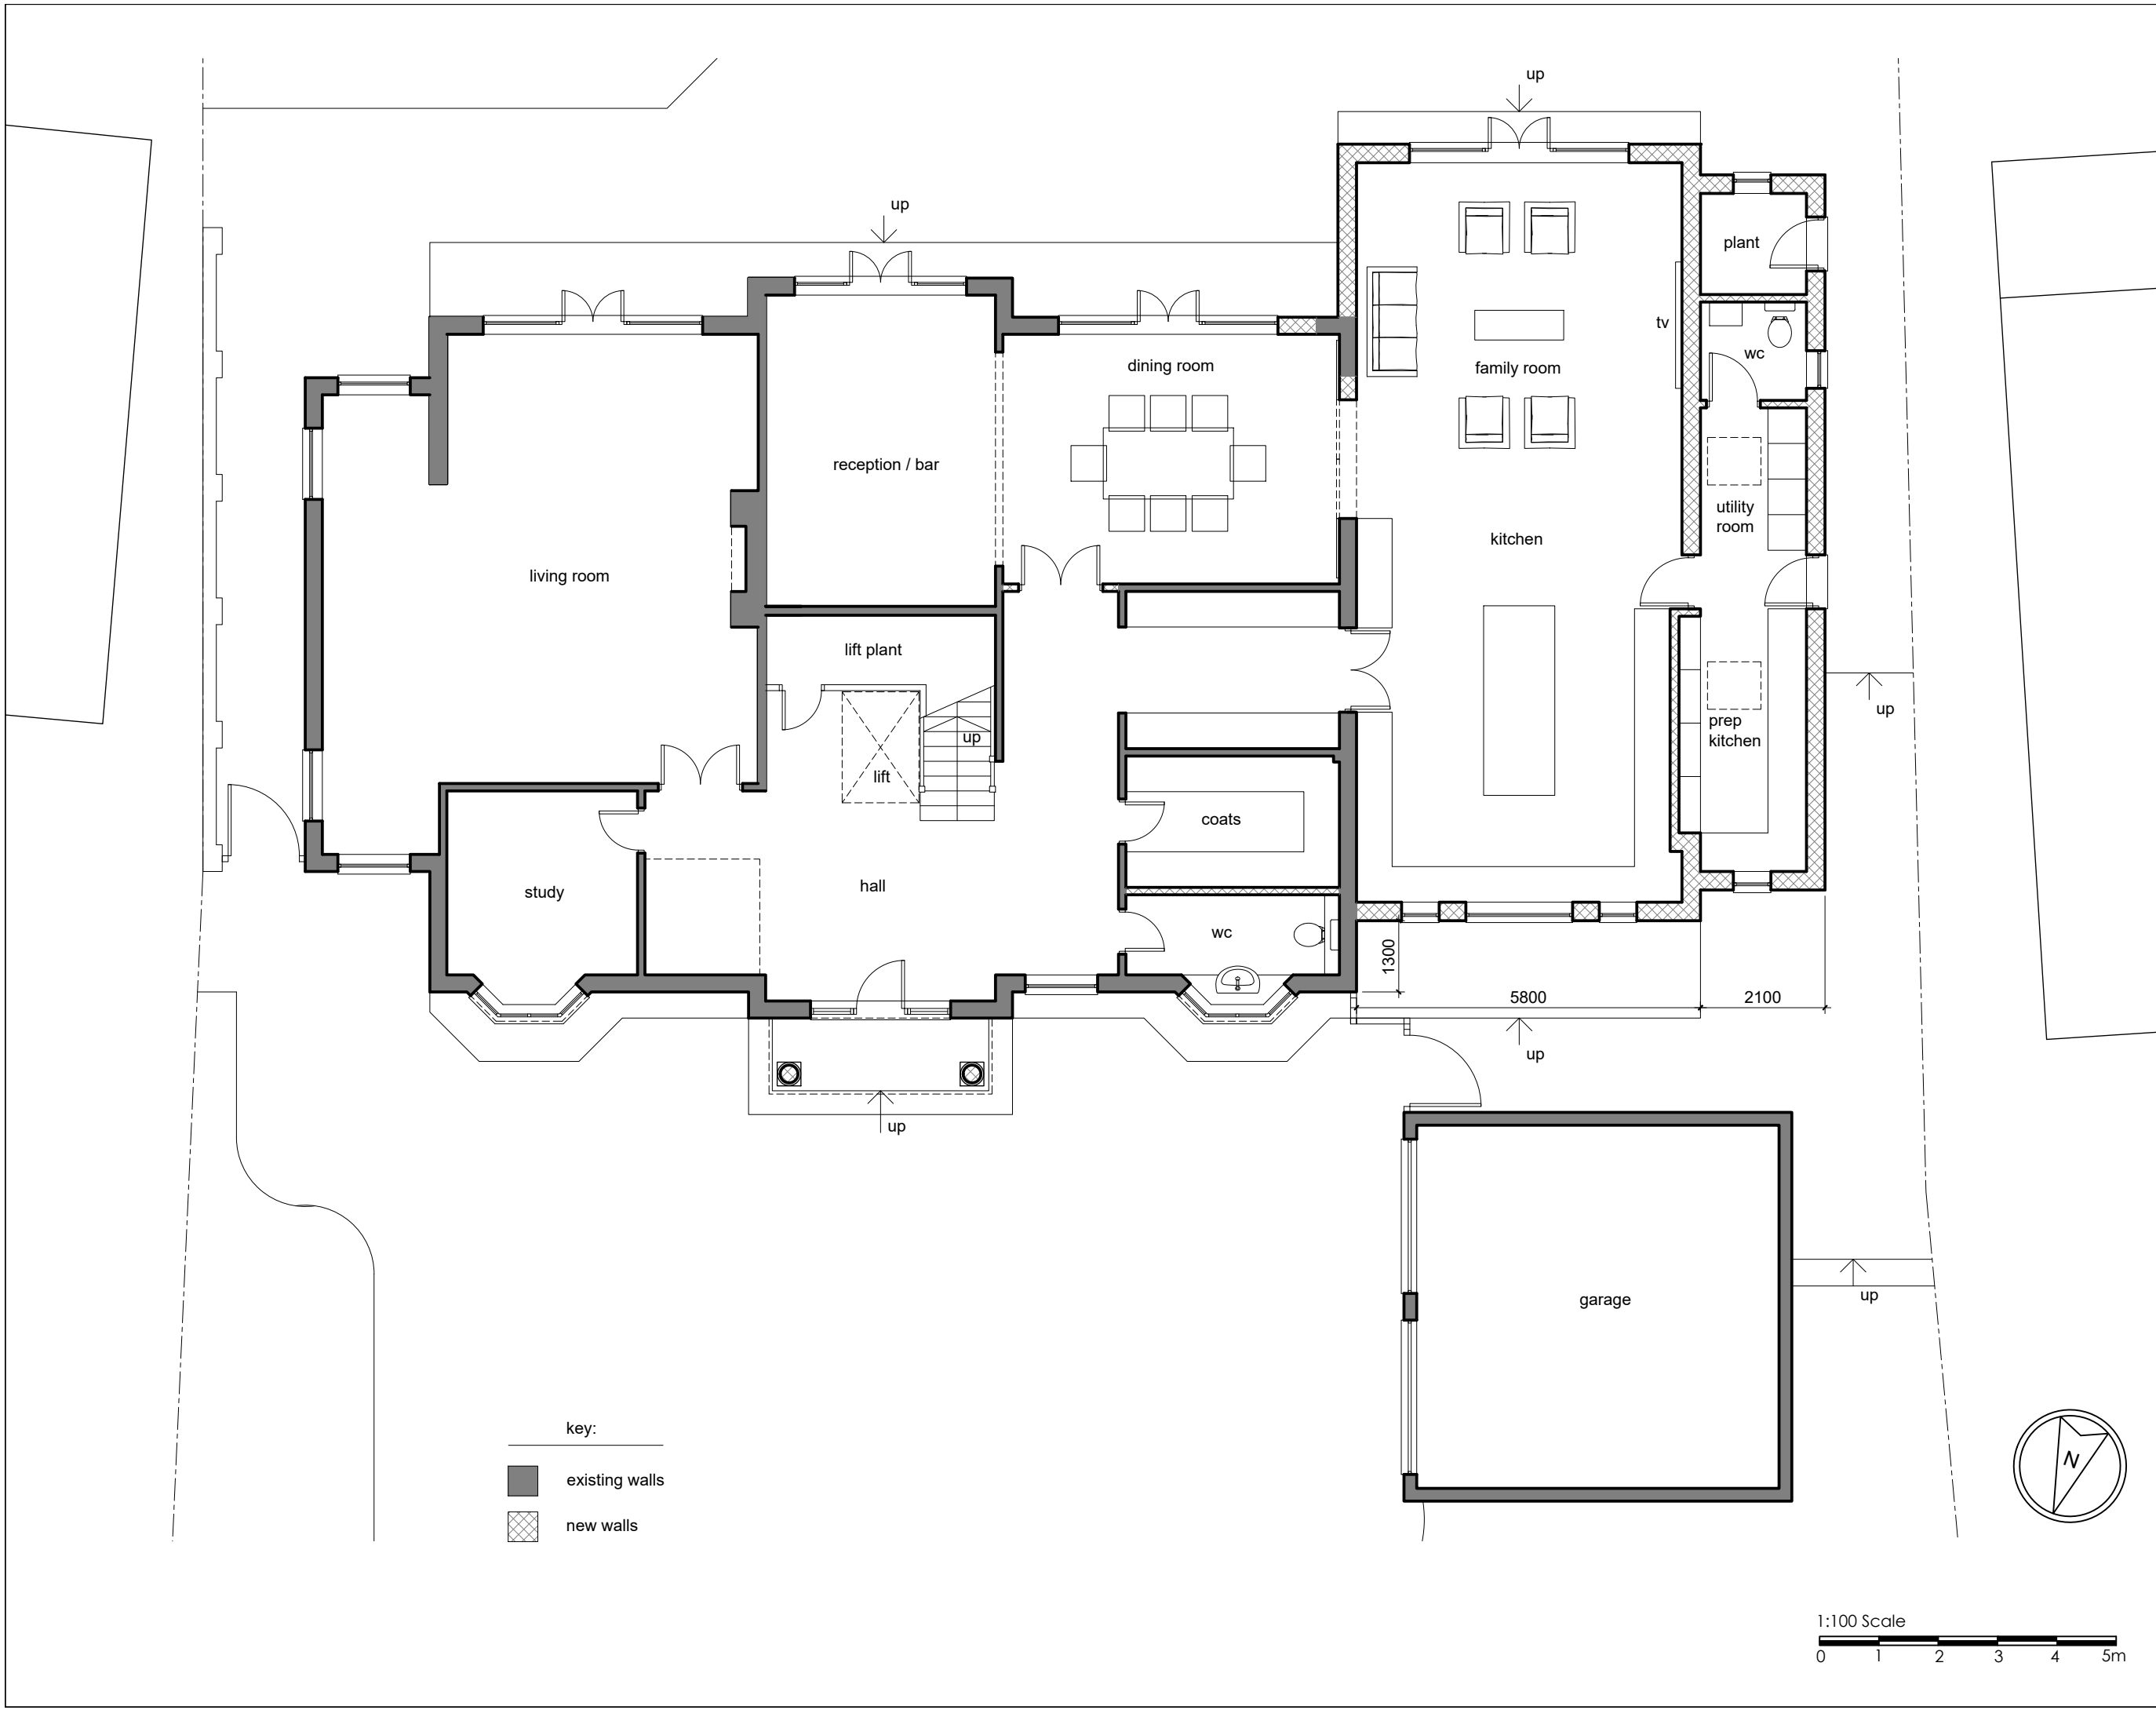 up
up
plant
tv
wc
dining room
family room
reception / bar
utility
room
kitchen
living room
lift plant
up
up
prep
kitchen
lift
coats
study
hall
wc
1300
5800
2100
up
up
garage
up
key:
existing walls
new walls
N
1:100 Scale
0 1 2 3 4 5m